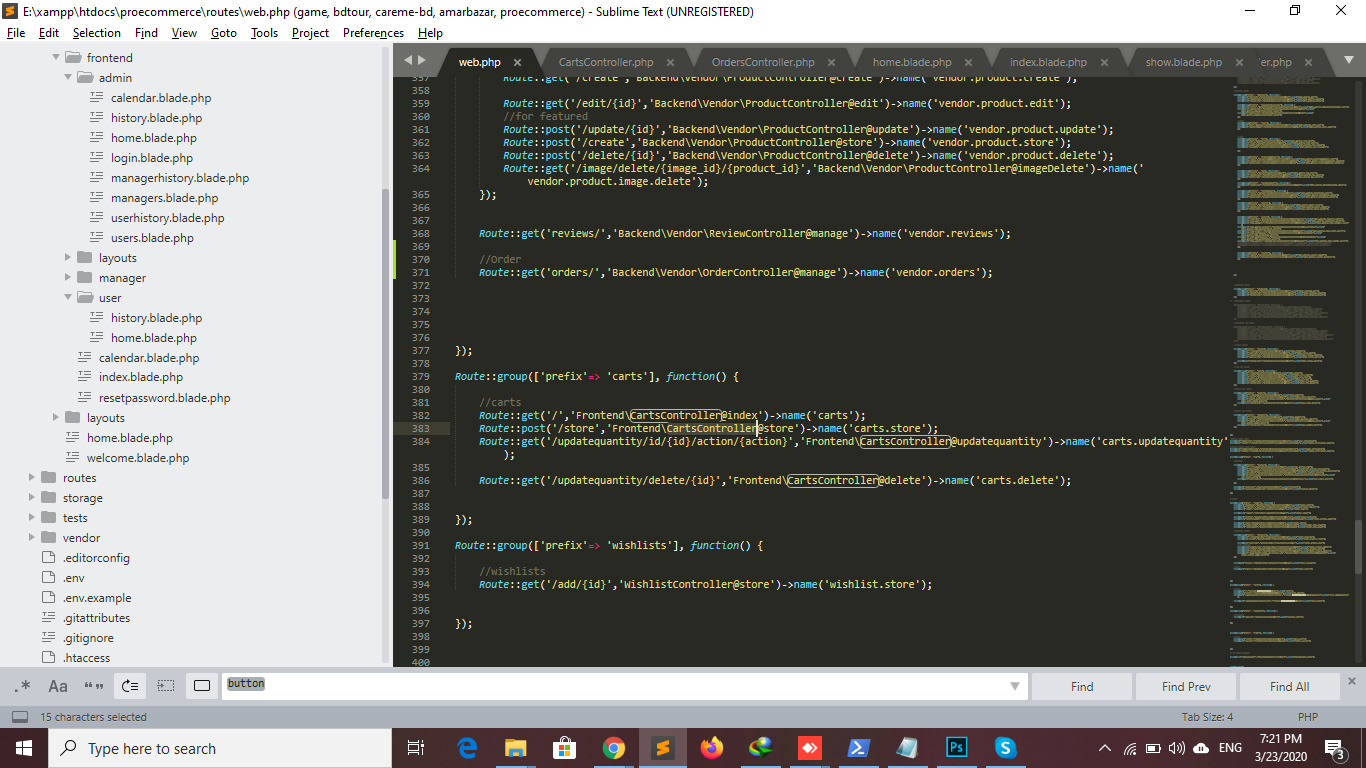 E:\xampp\htdocs\proecommerce\routes\web.php (game, bdtour, careme-bd, amarbazar, proecommerce) - Sublime Text (UNREGISTERED)
File Edit Selection Find View Goto Tools Project Preferences Help
frontend
admin
calendar.blade.php
history.blade.php
home.blade.php
login.blade.php
managerhistory.blade.php
managers.blade.php
userhistory.blade.php
users.blade.php
layouts
manager
user
history.blade.php
home.blade.php
calendar.blade.php
index.blade.php
resetpassword.blade.php
layouts
home.blade.php
welcome.blade.php
routes
storage
tests
vendor
.editorconfig
.env
.env.example
.gitattributes
.gitignore
.htaccess
web.php CartsController.php OrdersController.php home.blade.php index.blade.php show.blade.php er.php
357 Route::get('/create','Backend\Vendor\ProductController@create')->name('vendor.product.create');
358
359 Route::get('/edit/{id}','Backend\Vendor\ProductController@edit')->name('vendor.product.edit');
360 //for featured
361 Route::post('/update/{id}','Backend\Vendor\ProductController@update')->name('vendor.product.update');
362 Route::post('/create','Backend\Vendor\ProductController@store')->name('vendor.product.store');
363 Route::post('/delete/{id}','Backend\Vendor\ProductController@delete')->name('vendor.product.delete');
364 Route::get('/image/delete/{image_id}/{product_id}','Backend\Vendor\ProductController@imageDelete')->name('
vendor.product.image.delete');
365 });
366
367
368 Route::get('reviews/','Backend\Vendor\ReviewController@manage')->name('vendor.reviews');
369
370 //Order
371 Route::get('orders/','Backend\Vendor\OrderController@manage')->name('vendor.orders');
372
373
374
375
376
377 });
378
379 Route::group(['prefix'=> 'carts'], function() {
380
381 //carts
382 Route::get('/','Frontend\CartsController@index')->name('carts');
383 Route::post('/store','Frontend\CartsController@store')->name('carts.store');
384 Route::get('/updatequantity/id/{id}/action/{action}','Frontend\CartsController@updatequantity')->name('carts.updatequantity'
);
385
386 Route::get('/updatequantity/delete/{id}','Frontend\CartsController@delete')->name('carts.delete');
387
388
389 });
390
391 Route::group(['prefix'=> 'wishlists'], function() {
392
393 //wishlists
394 Route::get('/add/{id}','WishlistController@store')->name('wishlist.store');
395
396
397 });
398
399
400
.* Aa “” button Find Find Prev Find All
15 characters selected Tab Size: 4 PHP
Type here to search Ps S ENG 7:21 PM
3/23/2020 3